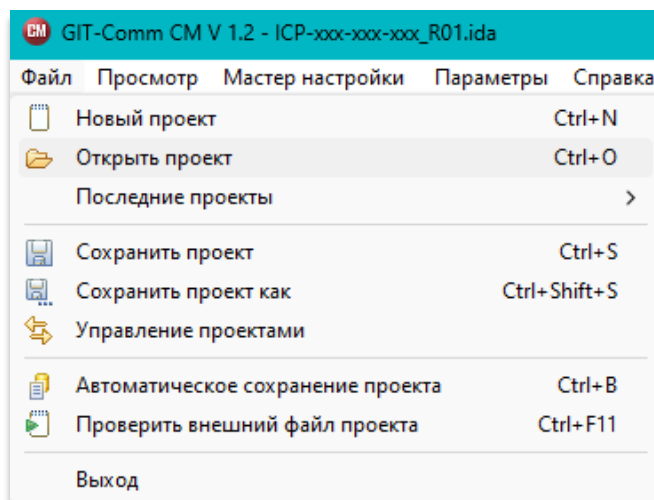 CM GIT-Comm CM V 1.2 - ICP-xxx-xxx-xxx_R01.ida
Файл Просмотр Мастер настройки Параметры Справка
Новый проект Ctrl+N
Открыть проект Ctrl+O
Последние проекты >
Сохранить проект Ctrl+S
Сохранить проект как Ctrl+Shift+S
Управление проектами
Автоматическое сохранение проекта Ctrl+B
Проверить внешний файл проекта Ctrl+F11
Выход